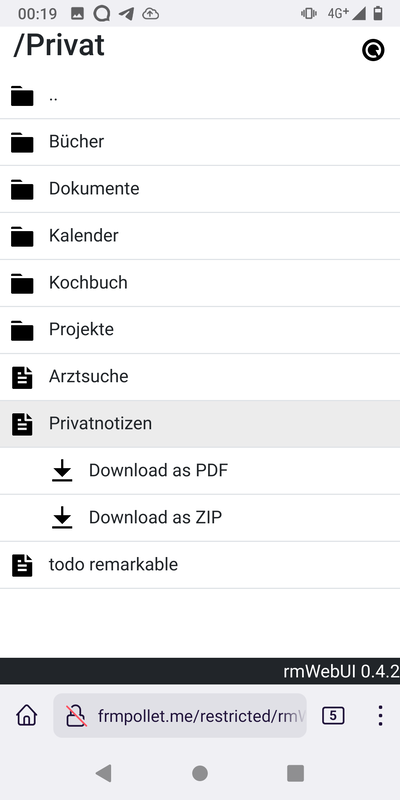 00:19 4G+
/Privat
..
Bücher
Dokumente
Kalender
Kochbuch
Projekte
Arztsuche
Privatnotizen
Download as PDF
Download as ZIP
todo remarkable
rmWebUI 0.4.2
frmpollet.me/restricted/rmW
5